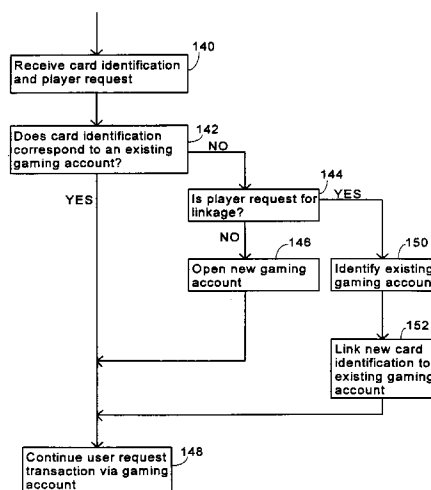 140
Receive card identification
and player request
142
Does card identification
correspond to an existing
gaming account?
NO
YES
144
Is player request for
linkage?
YES
NO
146
Open new gaming
account
150
Identify existing
gaming account
152
Link new card
identification to
existing gaming
account
Continue user request
transaction via gaming
account
148